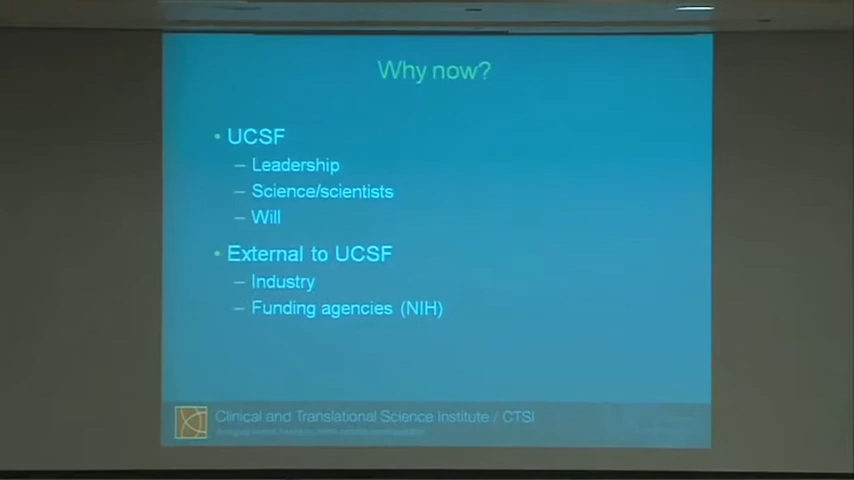 Why now?
• UCSF
– Leadership
– Science/scientists
– Will
• External to UCSF
– Industry
– Funding agencies (NIH)
Clinical and Translational Science Institute / CTSI